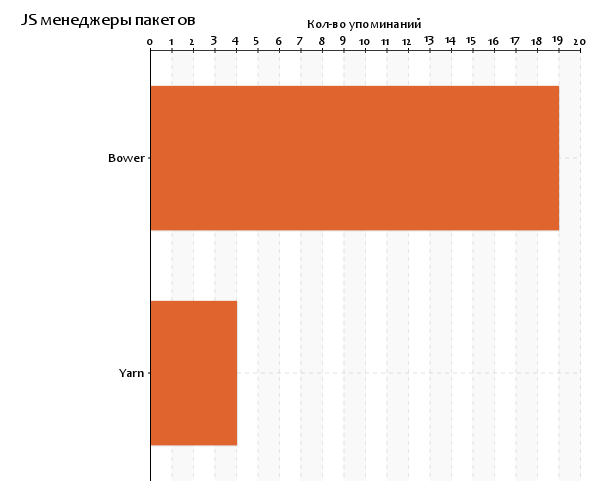 JS менеджеры пакетов
Кол-во упоминаний
0 1 2 3 4 5 6 7 8 9 10 11 12 13 14 15 16 17 18 19 20
Bower
Yarn